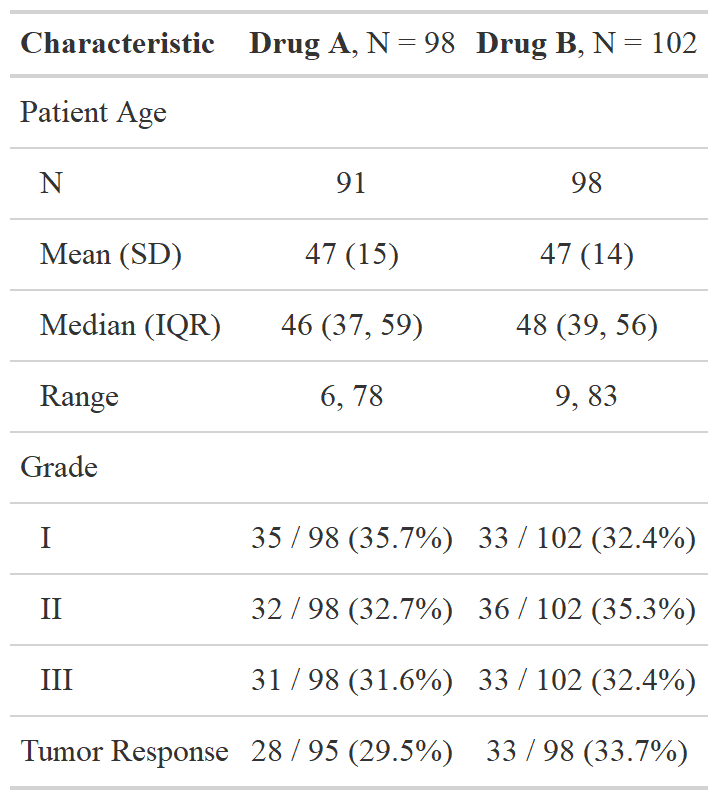 Characteristic Drug A, N = 98 Drug B, N = 102
Patient Age
N 91 98
Mean (SD) 47 (15) 47 (14)
Median (IQR) 46 (37, 59) 48 (39, 56)
Range 6, 78 9, 83
Grade
I 35 / 98 (35.7%) 33 / 102 (32.4%)
II 32 / 98 (32.7%) 36 / 102 (35.3%)
III 31 / 98 (31.6%) 33 / 102 (32.4%)
Tumor Response 28 / 95 (29.5%) 33 / 98 (33.7%)